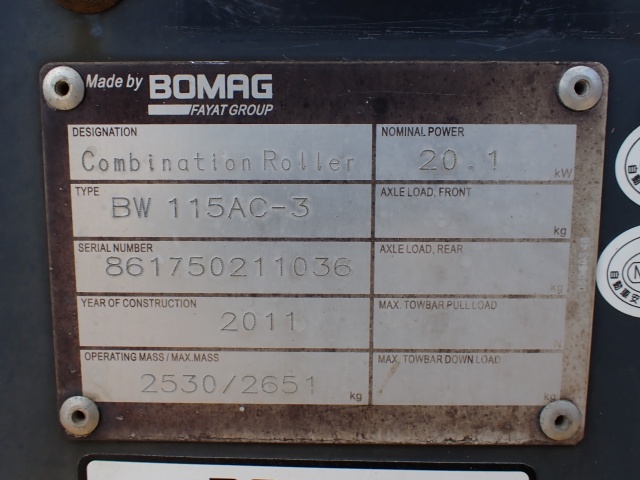 Made by BOMAG
FAYAT GROUP
DESIGNATION
Combination Roller
NOMINAL POWER
20.1
kW
TYPE
BW 115AC-3
AXLE LOAD, FRONT
kg
SERIAL NUMBER
861750211036
AXLE LOAD, REAR
kg
YEAR OF CONSTRUCTION
2011
MAX. TOWBAR PULL LOAD
N
OPERATING MASS / MAX.MASS
2530/2651
kg
MAX. TOWBAR DOWN LOAD